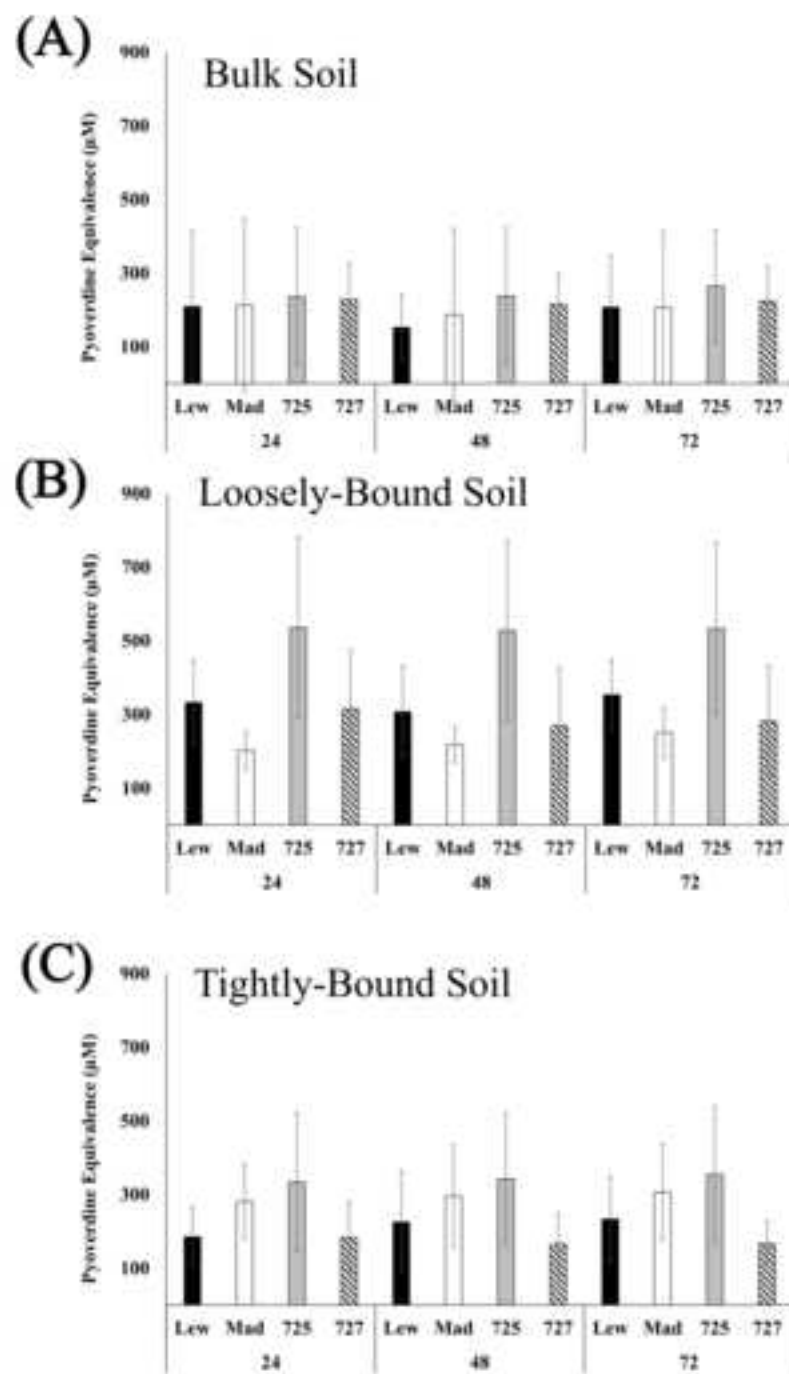 (A)
Bulk Soil
Pyoverdine Equivalence (µM)
900
700
500
300
100
Lew Mad 725 727 Lew Mad 725 727 Lew Mad 725 727
24 48 72
(B)
Loosely-Bound Soil
Pyoverdine Equivalence (µM)
900
700
500
300
100
Lew Mad 725 727 Lew Mad 725 727 Lew Mad 725 727
24 48 72
(C)
Tightly-Bound Soil
Pyoverdine Equivalence (µM)
900
700
500
300
100
Lew Mad 725 727 Lew Mad 725 727 Lew Mad 725 727
24 48 72